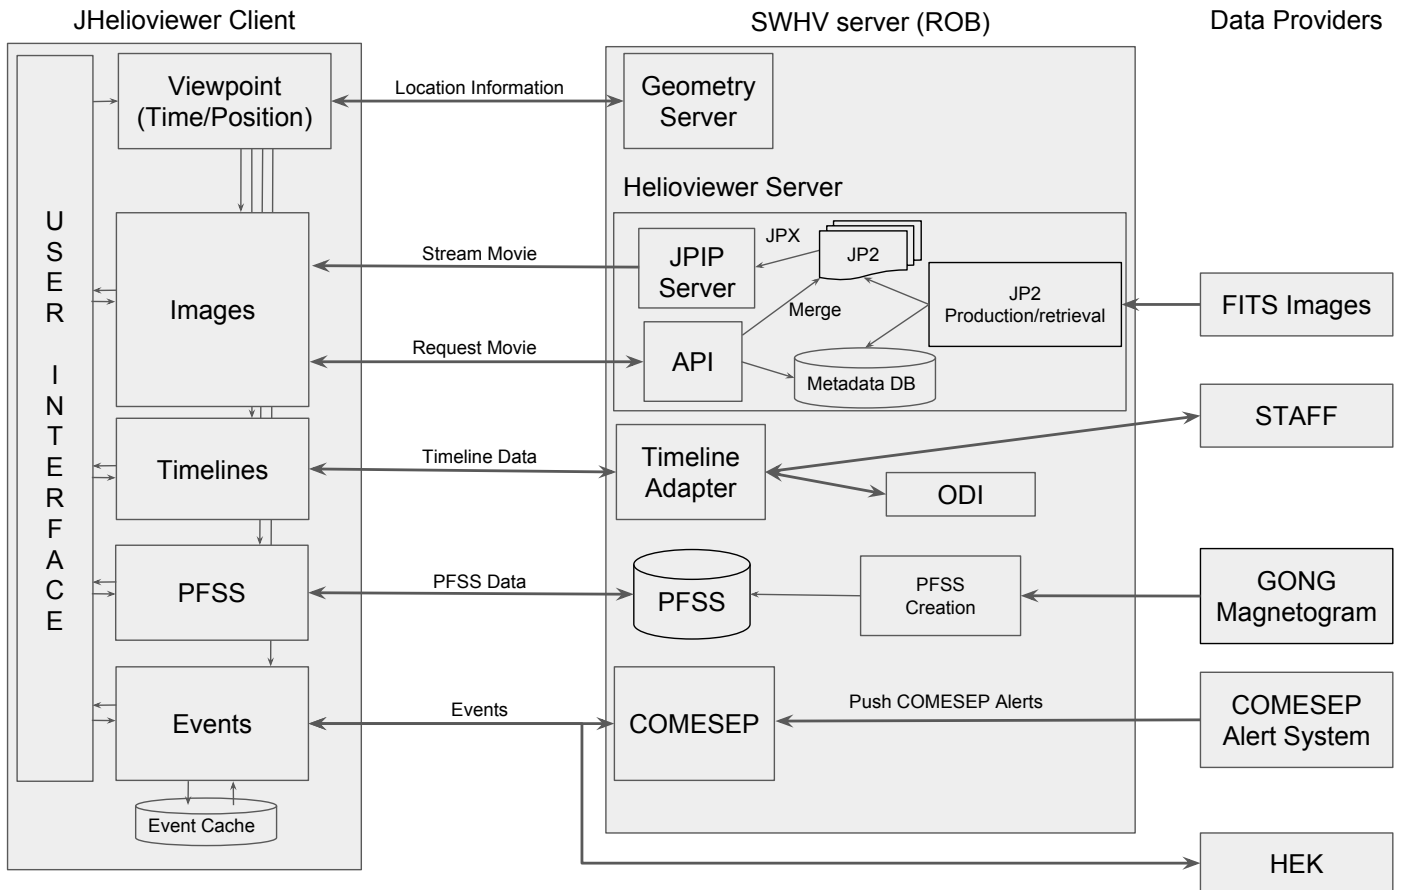 JHelioviewer Client
SWHV server (ROB)
Data Providers
USER INTERFACE
Viewpoint
(Time/Position)
Location Information
Geometry
Server
Helioviewer Server
Images
Stream Movie
JPIP
Server
JPX
JP2
JP2
Production/retrieval
FITS Images
Merge
Request Movie
API
Metadata DB
STAFF
Timelines
Timeline Data
Timeline
Adapter
ODI
PFSS
PFSS Data
PFSS
PFSS
Creation
GONG
Magnetogram
Events
Events
COMESEP
Push COMESEP Alerts
COMESEP
Alert System
Event Cache
HEK